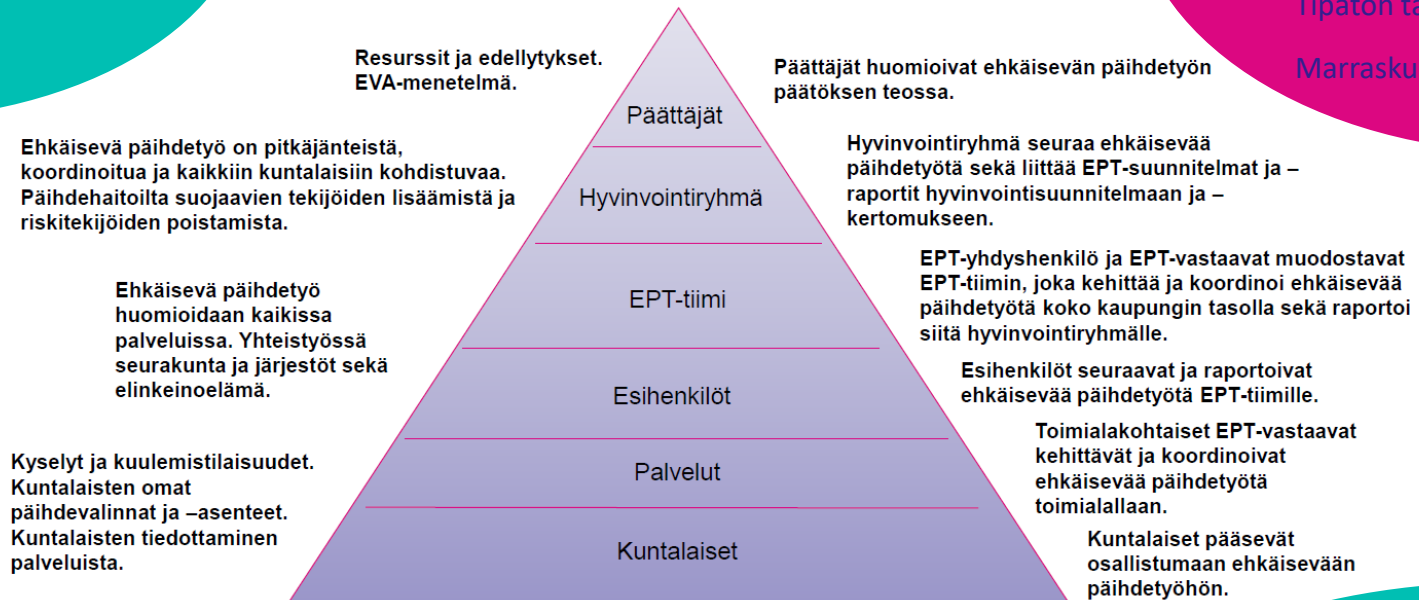 Tipaton ta
Marrasku
Resurssit ja edellytykset.
EVA-menetelmä.
Päättäjät huomioivat ehkäisevän päihdetyön
päätöksen teossa.
Päättäjät
Ehkäisevä päihdetyö on pitkäjänteistä,
koordinoitua ja kaikkiin kuntalaisiin kohdistuvaa.
Päihdehaitoilta suojaavien tekijöiden lisäämistä ja
riskitekijöiden poistamista.
Hyvinvointiryhmä
Hyvinvointiryhmä seuraa ehkäisevää
päihdetyötä sekä liittää EPT-suunnitelmat ja –
raportit hyvinvointisuunnitelmaan ja –
kertomukseen.
Ehkäisevä päihdetyö
huomioidaan kaikissa
palveluissa. Yhteistyössä
seurakunta ja järjestöt sekä
elinkeinoelämä.
EPT-tiimi
EPT-yhdyshenkilö ja EPT-vastaavat muodostavat
EPT-tiimin, joka kehittää ja koordinoi ehkäisevää
päihdetyötä koko kaupungin tasolla sekä raportoi
siitä hyvinvointiryhmälle.
Esihenkilöt
Esihenkilöt seuraavat ja raportoivat
ehkäisevää päihdetyötä EPT-tiimille.
Kyselyt ja kuulemistilaisuudet.
Kuntalaisten omat
päihdevalinnat ja –asenteet.
Kuntalaisten tiedottaminen
palveluista.
Palvelut
Toimialakohtaiset EPT-vastaavat
kehittävät ja koordinoivat
ehkäisevää päihdetyötä
toimialallaan.
Kuntalaiset
Kuntalaiset pääsevät
osallistumaan ehkäisevään
päihdetyöhön.